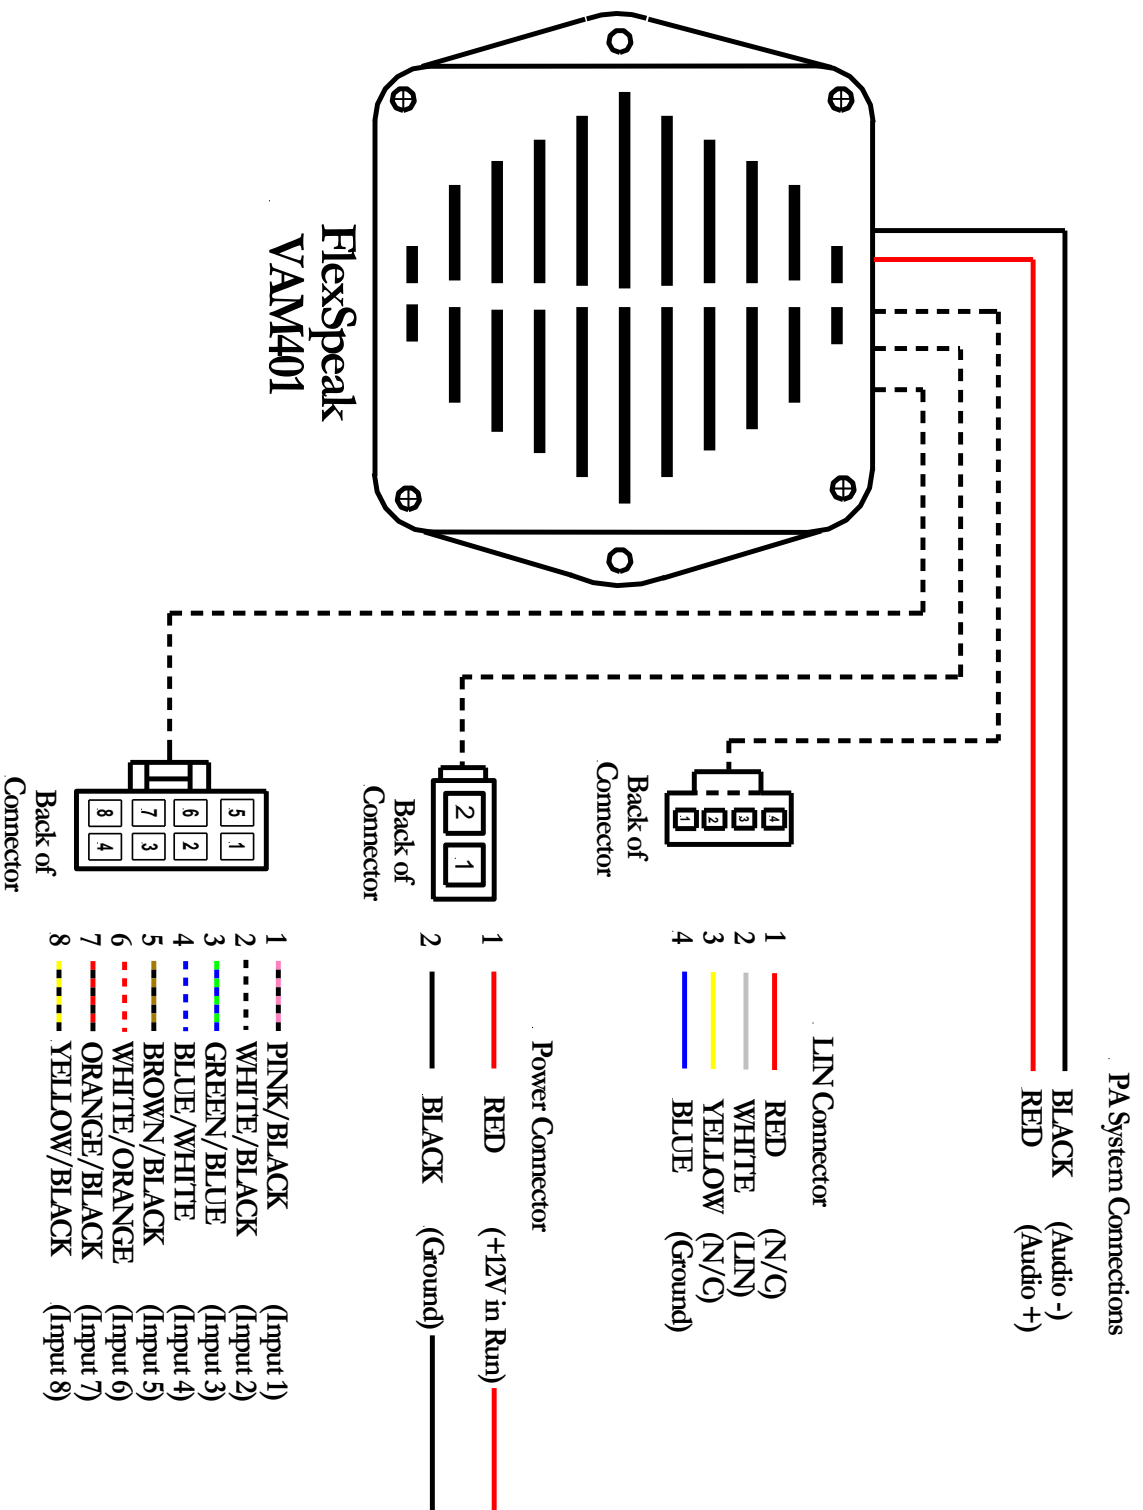 PA System Connections
BLACK (Audio -)
RED (Audio +)
LIN Connector
4
3
2
1
Back of
Connector
1 RED (N/C)
2 WHITE (LIN)
3 YELLOW (N/C)
4 BLUE (Ground)
Power Connector
2 1
Back of
Connector
1 RED (+12V in Run)
2 BLACK (Ground)
FlexSpeak
VAM401
5 1
6 2
7 3
8 4
Back of
Connector
1 PINK/BLACK (Input 1)
2 WHITE/BLACK (Input 2)
3 GREEN/BLUE (Input 3)
4 BLUE/WHITE (Input 4)
5 BROWN/BLACK (Input 5)
6 WHITE/ORANGE (Input 6)
7 ORANGE/BLACK (Input 7)
8 YELLOW/BLACK (Input 8)